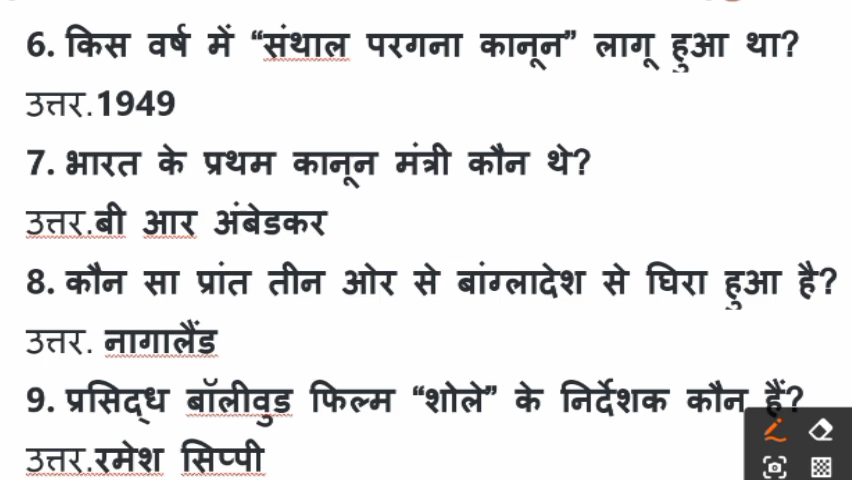 6. किस वर्ष में “संथाल परगना कानून” लागू हुआ था?
उत्तर.1949
7. भारत के प्रथम कानून मंत्री कौन थे?
उत्तर.बी आर अंबेडकर
8. कौन सा प्रांत तीन ओर से बांग्लादेश से घिरा हुआ है?
उत्तर. नागालैंड
9. प्रसिद्ध बॉलीवुड फिल्म “शोले” के निर्देशक कौन हैं?
उत्तर.रमेश सिप्पी